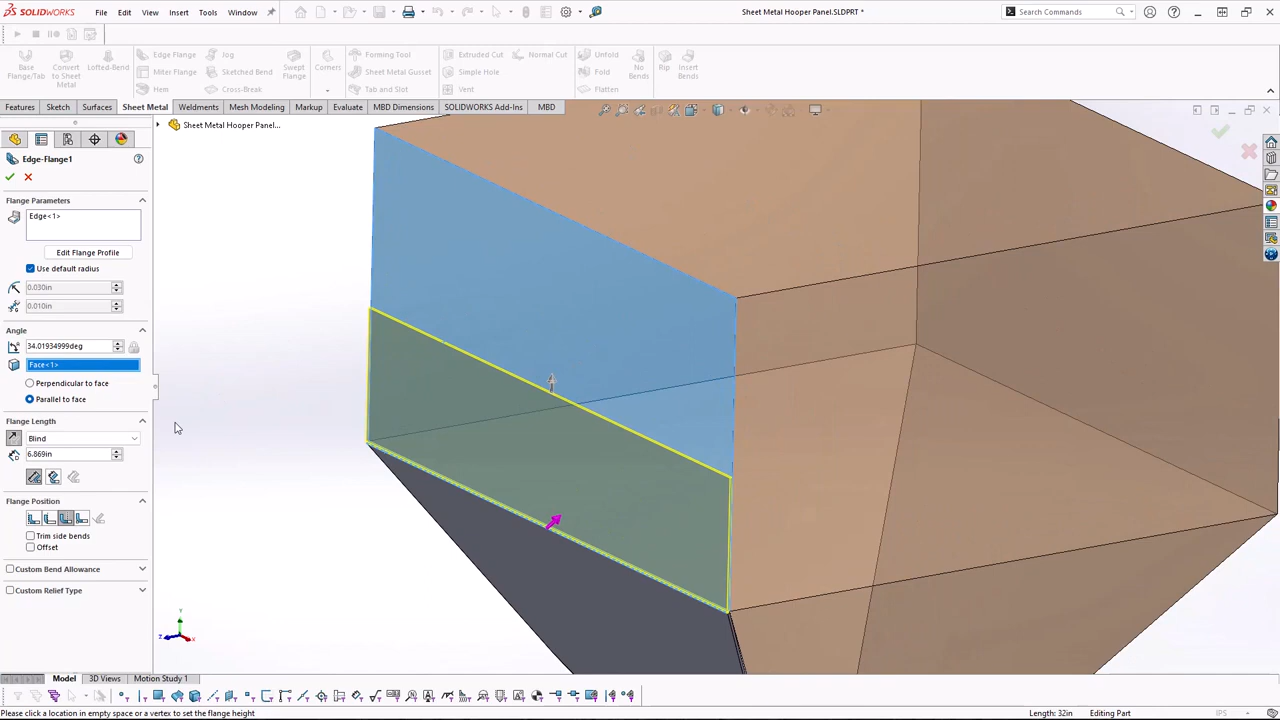 SOLIDWORKS
File Edit View Insert Tools Window
Sheet Metal Hooper Panel.SLDPRT *
Search Commands
Base Flange/Tab
Convert to Sheet Metal
Lofted-Bend
Edge Flange
Miter Flange
Hem
Jog
Sketched Bend
Cross-Break
Swept Flange
Corners
Forming Tool
Sheet Metal Gusset
Tab and Slot
Extruded Cut
Simple Hole
Vent
Normal Cut
Unfold
Fold
Flatten
No Bends
Rip
Insert Bends
Features Sketch Surfaces Sheet Metal Weldments Mesh Modeling Markup Evaluate MBD Dimensions SOLIDWORKS Add-Ins MBD
Sheet Metal Hooper Panel...
Edge-Flange1
Flange Parameters
Edge<1>
Edit Flange Profile
Use default radius
0.030in
0.010in
Angle
34.01934999deg
Face<1>
Perpendicular to face
Parallel to face
Flange Length
Blind
6.869in
Flange Position
Trim side bends
Offset
Custom Bend Allowance
Custom Relief Type
Y
Z X
Model 3D Views Motion Study 1
Please click a location in empty space or a vertex to set the flange height
Length: 32in Editing Part IPS